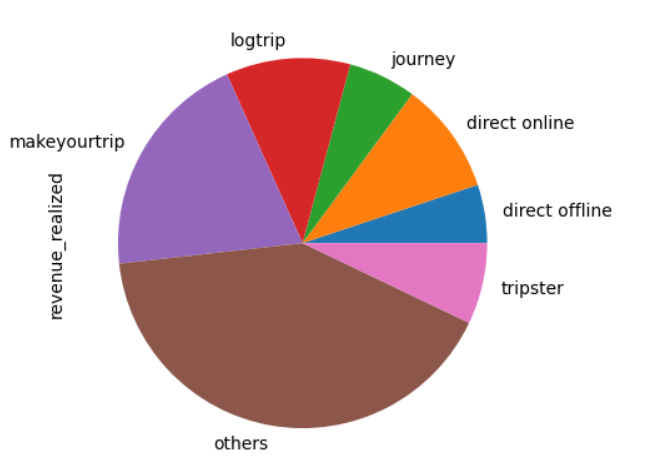 logtrip
journey
makeyourtrip
direct online
revenue_realized
direct offline
tripster
others